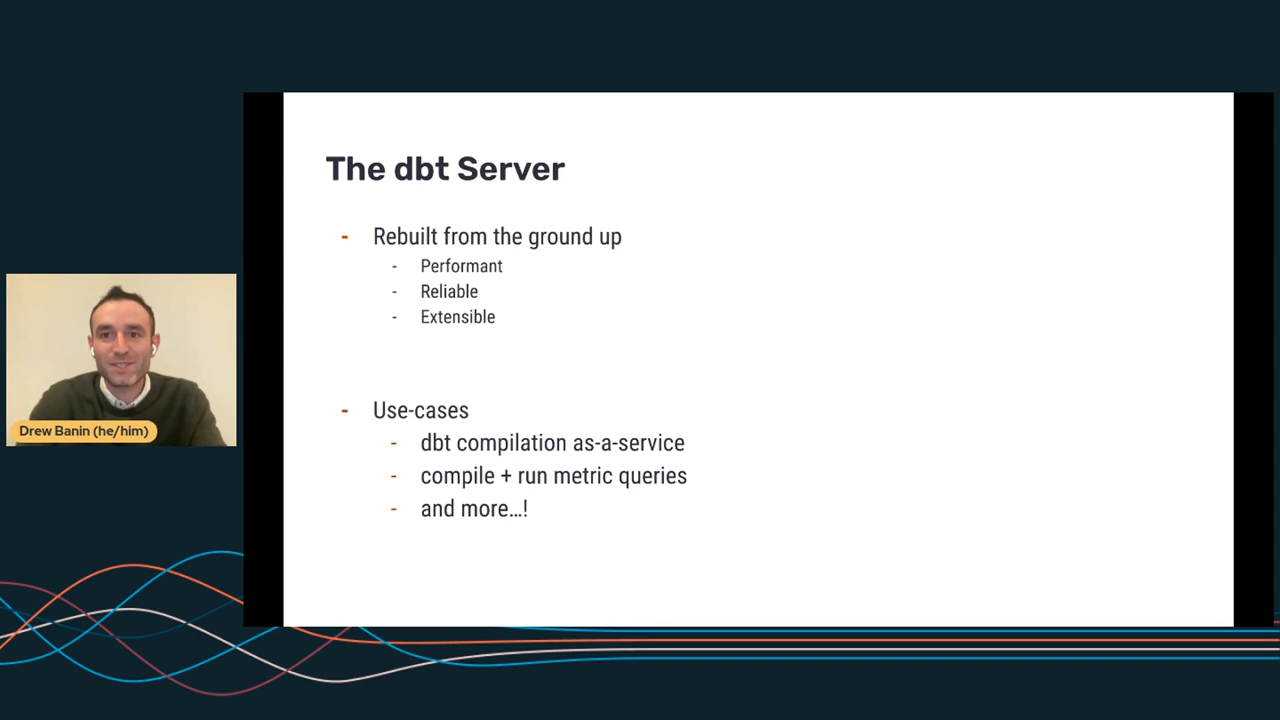 The dbt Server
- Rebuilt from the ground up
- Performant
- Reliable
- Extensible
- Use-cases
- dbt compilation as-a-service
- compile + run metric queries
- and more...!
Drew Banin (he/him)